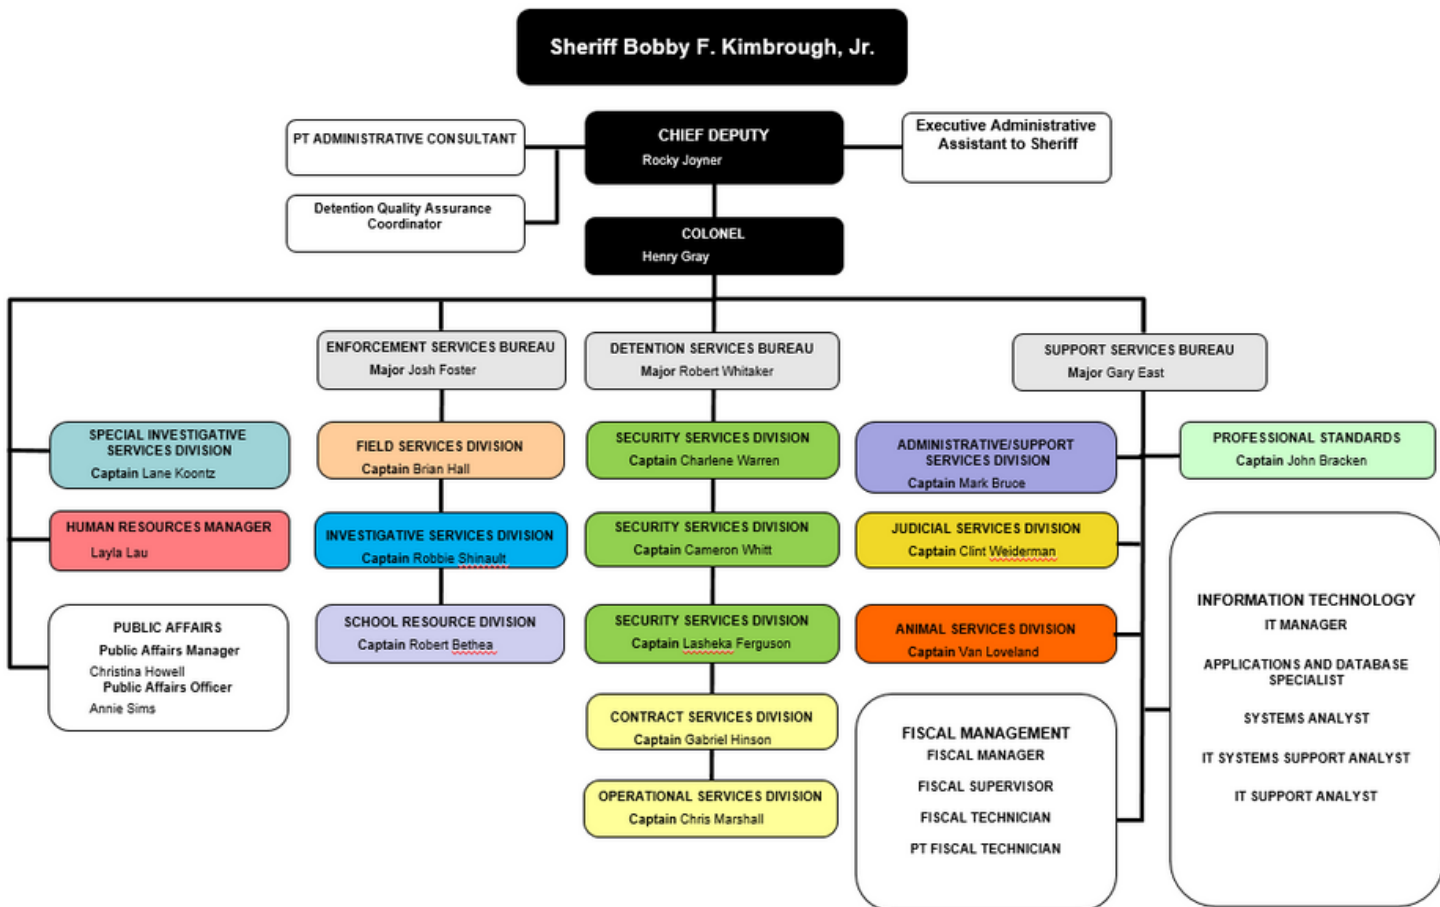 Sheriff Bobby F. Kimbrough, Jr.
PT ADMINISTRATIVE CONSULTANT
CHIEF DEPUTY
Rocky Joyner
Executive Administrative
Assistant to Sheriff
Detention Quality Assurance
Coordinator
COLONEL
Henry Gray
ENFORCEMENT SERVICES BUREAU
Major Josh Foster
DETENTION SERVICES BUREAU
Major Robert Whitaker
SUPPORT SERVICES BUREAU
Major Gary East
SPECIAL INVESTIGATIVE
SERVICES DIVISION
Captain Lane Koontz
FIELD SERVICES DIVISION
Captain Brian Hall
SECURITY SERVICES DIVISION
Captain Charlene Warren
ADMINISTRATIVE/SUPPORT
SERVICES DIVISION
Captain Mark Bruce
PROFESSIONAL STANDARDS
Captain John Bracken
HUMAN RESOURCES MANAGER
Layla Lau
INVESTIGATIVE SERVICES DIVISION
Captain Robbie Shinault
SECURITY SERVICES DIVISION
Captain Cameron Whitt
JUDICIAL SERVICES DIVISION
Captain Clint Weiderman
PUBLIC AFFAIRS
Public Affairs Manager
Christina Howell
Public Affairs Officer
Annie Sims
SCHOOL RESOURCE DIVISION
Captain Robert Bethea
SECURITY SERVICES DIVISION
Captain Lasheka Ferguson
ANIMAL SERVICES DIVISION
Captain Van Loveland
INFORMATION TECHNOLOGY
IT MANAGER
APPLICATIONS AND DATABASE
SPECIALIST
SYSTEMS ANALYST
IT SYSTEMS SUPPORT ANALYST
IT SUPPORT ANALYST
CONTRACT SERVICES DIVISION
Captain Gabriel Hinson
FISCAL MANAGEMENT
FISCAL MANAGER
FISCAL SUPERVISOR
FISCAL TECHNICIAN
PT FISCAL TECHNICIAN
OPERATIONAL SERVICES DIVISION
Captain Chris Marshall